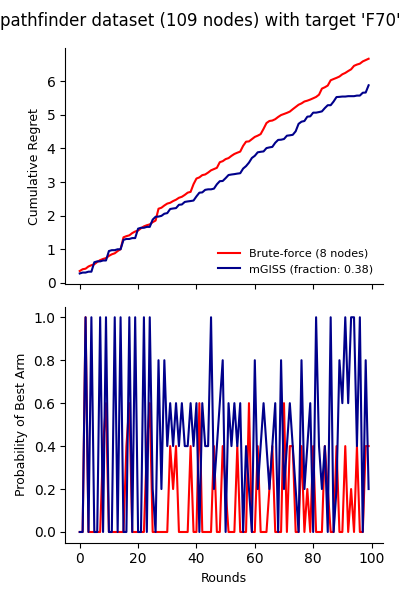 pathfinder dataset (109 nodes) with target 'F70'
Cumulative Regret
6
5
4
3
2
1
0
Brute-force (8 nodes)
mGISS (fraction: 0.38)
Probability of Best Arm
1.0
0.8
0.6
0.4
0.2
0.0
0 20 40 60 80 100
Rounds